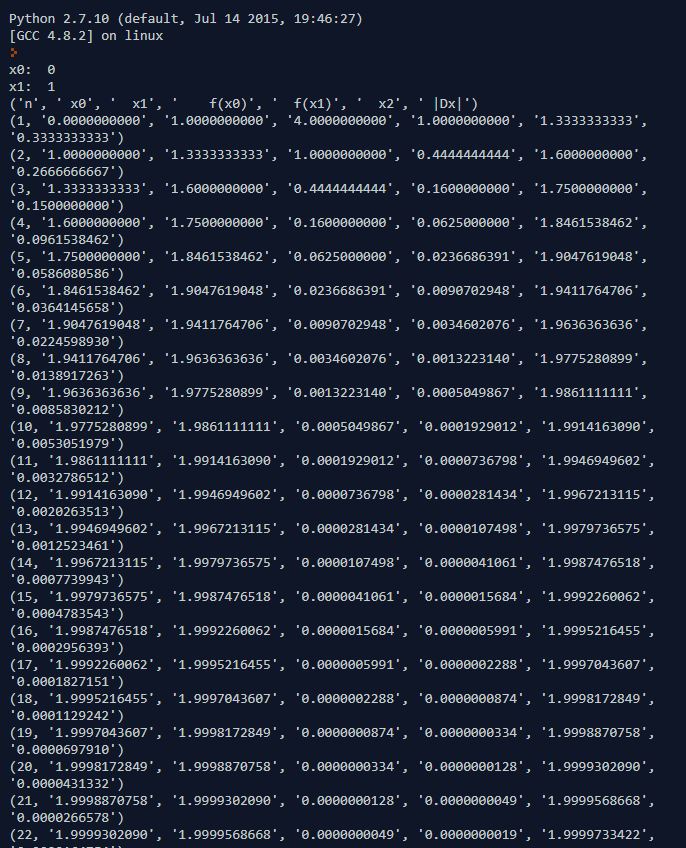 Python 2.7.10 (default, Jul 14 2015, 19:46:27)
[GCC 4.8.2] on linux
x0:  0
x1:  1
('n', ' x0', '  x1', '    f(x0)', '  f(x1)', '  x2', ' |Dx|')
(1, '0.0000000000', '1.0000000000', '4.0000000000', '1.0000000000', '1.3333333333',
'0.3333333333')
(2, '1.0000000000', '1.3333333333', '1.0000000000', '0.4444444444', '1.6000000000',
'0.2666666667')
(3, '1.3333333333', '1.6000000000', '0.4444444444', '0.1600000000', '1.7500000000',
'0.1500000000')
(4, '1.6000000000', '1.7500000000', '0.1600000000', '0.0625000000', '1.8461538462',
'0.0961538462')
(5, '1.7500000000', '1.8461538462', '0.0625000000', '0.0236686391', '1.9047619048',
'0.0586080586')
(6, '1.8461538462', '1.9047619048', '0.0236686391', '0.0090702948', '1.9411764706',
'0.0364145658')
(7, '1.9047619048', '1.9411764706', '0.0090702948', '0.0034602076', '1.9636363636',
'0.0224598930')
(8, '1.9411764706', '1.9636363636', '0.0034602076', '0.0013223140', '1.9775280899',
'0.0138917263')
(9, '1.9636363636', '1.9775280899', '0.0013223140', '0.0005049867', '1.9861111111',
'0.0085830212')
(10, '1.9775280899', '1.9861111111', '0.0005049867', '0.0001929012', '1.9914163090',
'0.0053051979')
(11, '1.9861111111', '1.9914163090', '0.0001929012', '0.0000736798', '1.9946949602',
'0.0032786512')
(12, '1.9914163090', '1.9946949602', '0.0000736798', '0.0000281434', '1.9967213115',
'0.0020263513')
(13, '1.9946949602', '1.9967213115', '0.0000281434', '0.0000107498', '1.9979736575',
'0.0012523461')
(14, '1.9967213115', '1.9979736575', '0.0000107498', '0.0000041061', '1.9987476518',
'0.0007739943')
(15, '1.9979736575', '1.9987476518', '0.0000041061', '0.0000015684', '1.9992260062',
'0.0004783543')
(16, '1.9987476518', '1.9992260062', '0.0000015684', '0.0000005991', '1.9995216455',
'0.0002956393')
(17, '1.9992260062', '1.9995216455', '0.0000005991', '0.0000002288', '1.9997043607',
'0.0001827151')
(18, '1.9995216455', '1.9997043607', '0.0000002288', '0.0000000874', '1.9998172849',
'0.0001129242')
(19, '1.9997043607', '1.9998172849', '0.0000000874', '0.0000000334', '1.9998870758',
'0.0000697910')
(20, '1.9998172849', '1.9998870758', '0.0000000334', '0.0000000128', '1.9999302090',
'0.0000431332')
(21, '1.9998870758', '1.9999302090', '0.0000000128', '0.0000000049', '1.9999568668',
'0.0000266578')
(22, '1.9999302090', '1.9999568668', '0.0000000049', '0.0000000019', '1.9999733422',